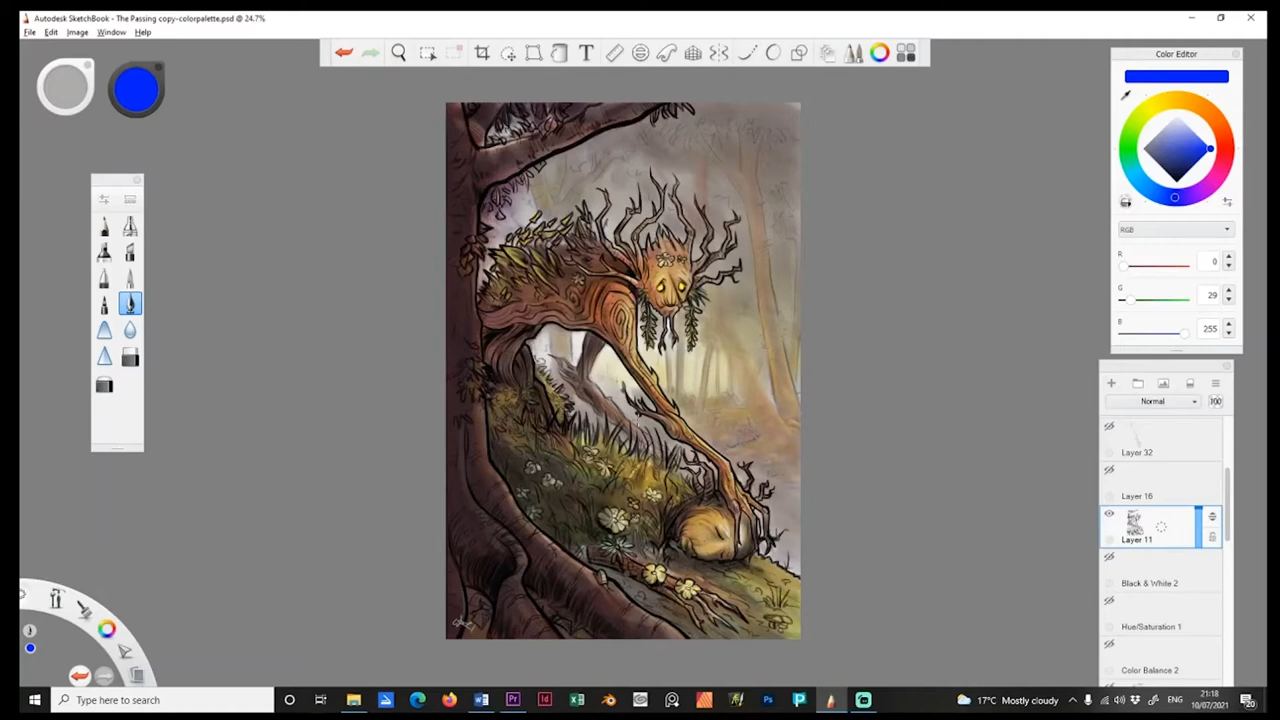 Autodesk SketchBook - The Passing copy-colorpalette.psd @ 24.7%
File Edit Image Window Help
T
Color Editor
RGB
R 0
G 29
B 255
Normal 100
Layer 32
Layer 16
Layer 11
Black & White 2
Hue/Saturation 1
Color Balance 2
Type here to search
17°C Mostly cloudy
ENG
21:18
10/07/2021
20